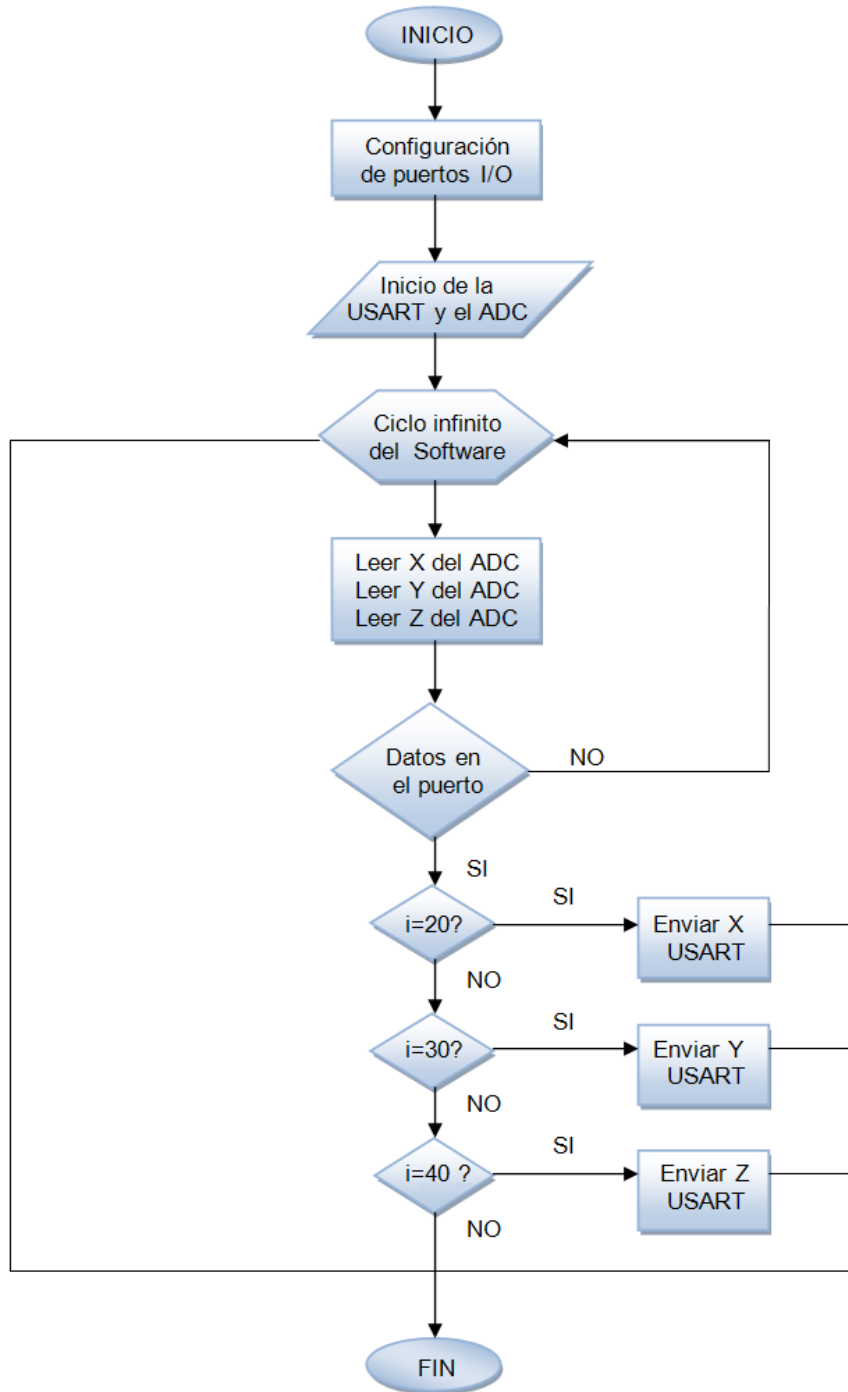 INICIO
Configuración
de puertos I/O
Inicio de la
USART y el ADC
Ciclo infinito
del Software
Leer X del ADC
Leer Y del ADC
Leer Z del ADC
Datos en
el puerto
NO
SI
i=20?
SI
Enviar X
USART
NO
i=30?
SI
Enviar Y
USART
NO
i=40 ?
SI
Enviar Z
USART
NO
FIN